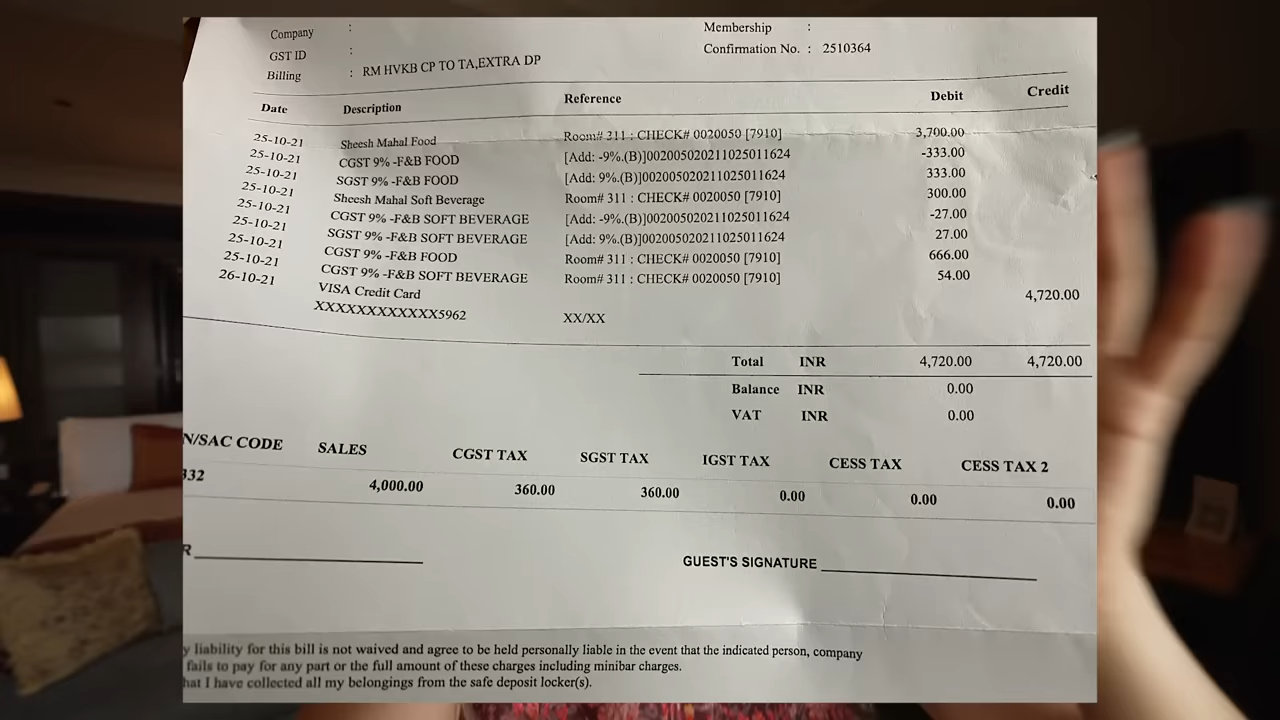 Company :
Membership :
GST ID :
Confirmation No. : 2510364
Billing : RM HVKB CP TO TA,EXTRA DP
Date Description Reference Debit Credit
25-10-21 Sheesh Mahal Food Room# 311 : CHECK# 0020050 [7910] 3,700.00
25-10-21 CGST 9% -F&B FOOD [Add: -9%.(B)]002005020211025011624 -333.00
25-10-21 SGST 9% -F&B FOOD [Add: 9%.(B)]002005020211025011624 333.00
25-10-21 Sheesh Mahal Soft Beverage Room# 311 : CHECK# 0020050 [7910] 300.00
25-10-21 CGST 9% -F&B SOFT BEVERAGE [Add: -9%.(B)]002005020211025011624 -27.00
25-10-21 SGST 9% -F&B SOFT BEVERAGE [Add: 9%.(B)]002005020211025011624 27.00
25-10-21 CGST 9% -F&B FOOD Room# 311 : CHECK# 0020050 [7910] 666.00
25-10-21 CGST 9% -F&B SOFT BEVERAGE Room# 311 : CHECK# 0020050 [7910] 54.00
26-10-21 VISA Credit Card 4,720.00
XXXXXXXXXXXX5962 XX/XX
Total INR 4,720.00 4,720.00
Balance INR 0.00
VAT INR 0.00
N/SAC CODE SALES CGST TAX SGST TAX IGST TAX CESS TAX CESS TAX 2
332 4,000.00 360.00 360.00 0.00 0.00 0.00
R
GUEST'S SIGNATURE
y liability for this bill is not waived and agree to be held personally liable in the event that the indicated person, company
fails to pay for any part or the full amount of these charges including minibar charges.
hat I have collected all my belongings from the safe deposit locker(s).